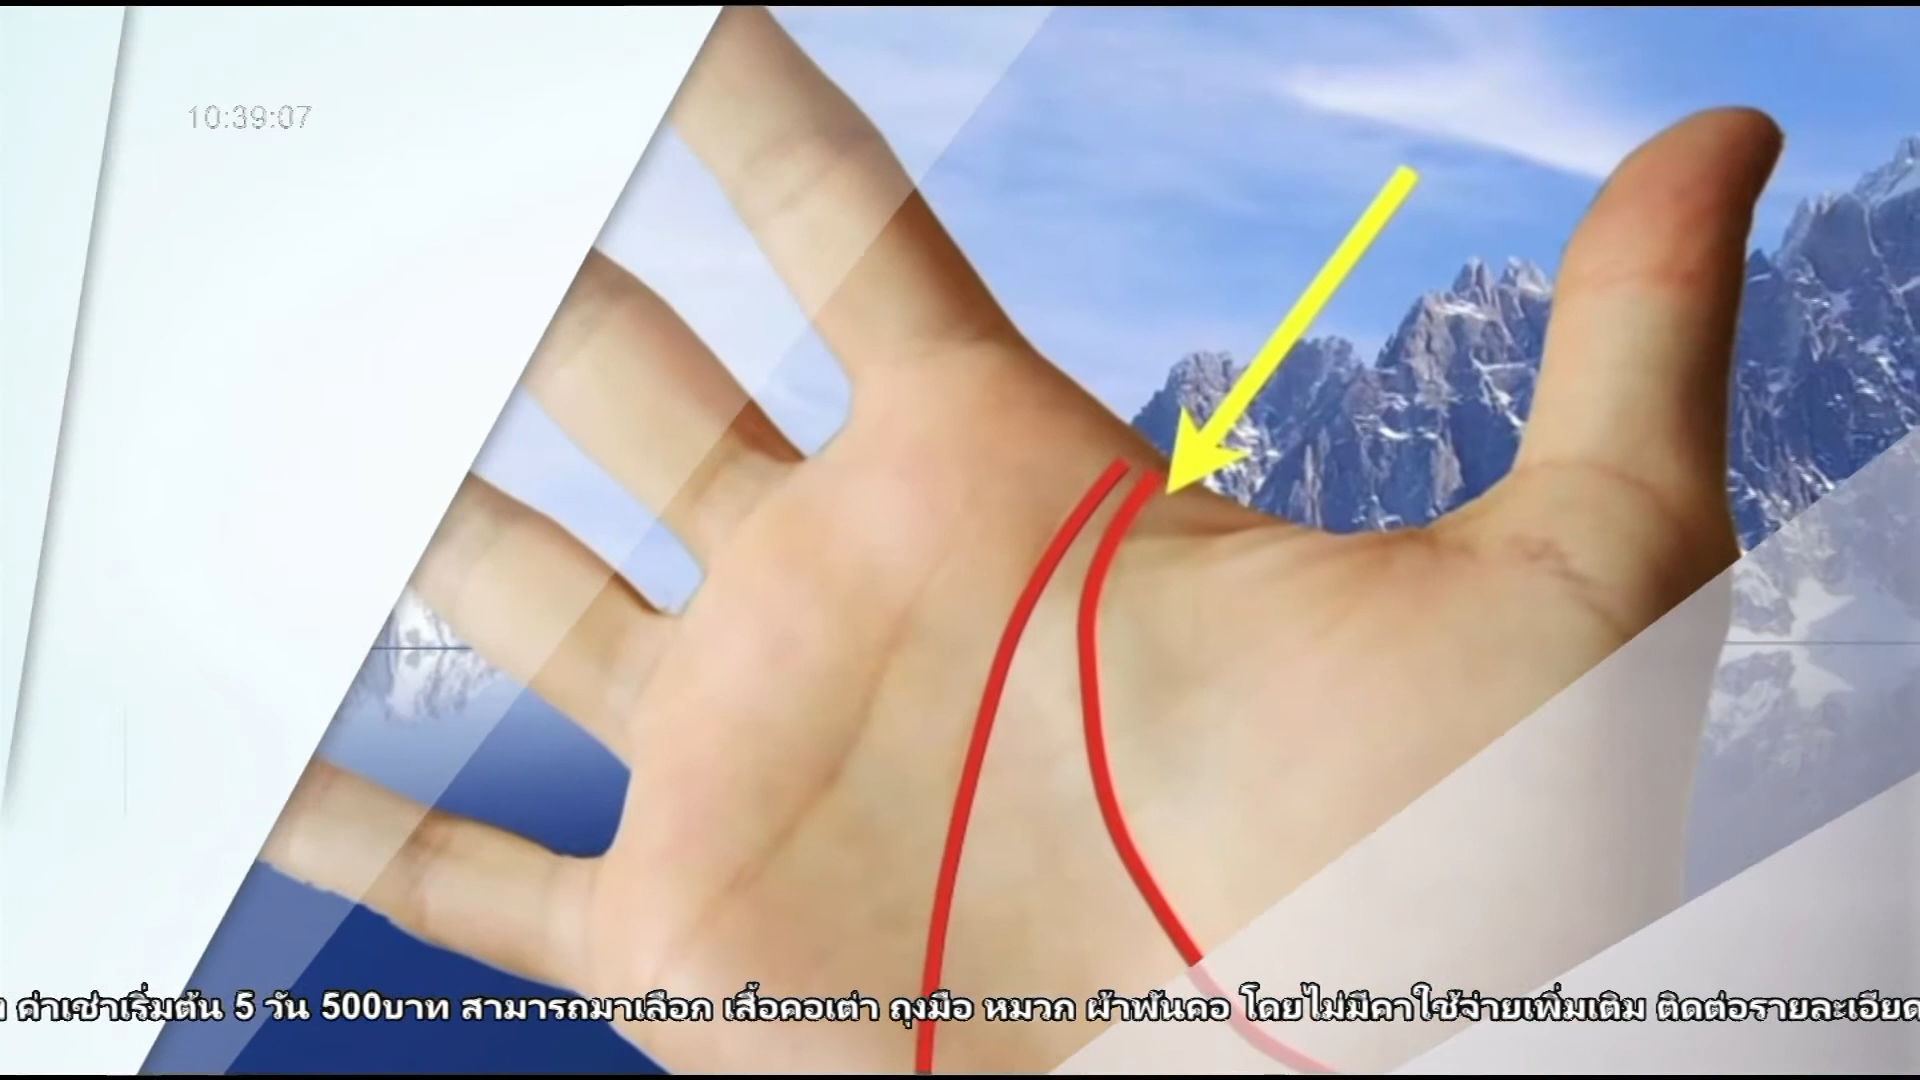 10:39:07
ค่าเช่าเริ่มต้น 5 วัน 500บาท สามารถมาเลือก เสื้อคอเต่า ถุงมือ หมวก ผ้าพันคอ โดยไม่มีคาใช้จ่ายเพิ่มเติม ติดต่อรายละเอียด